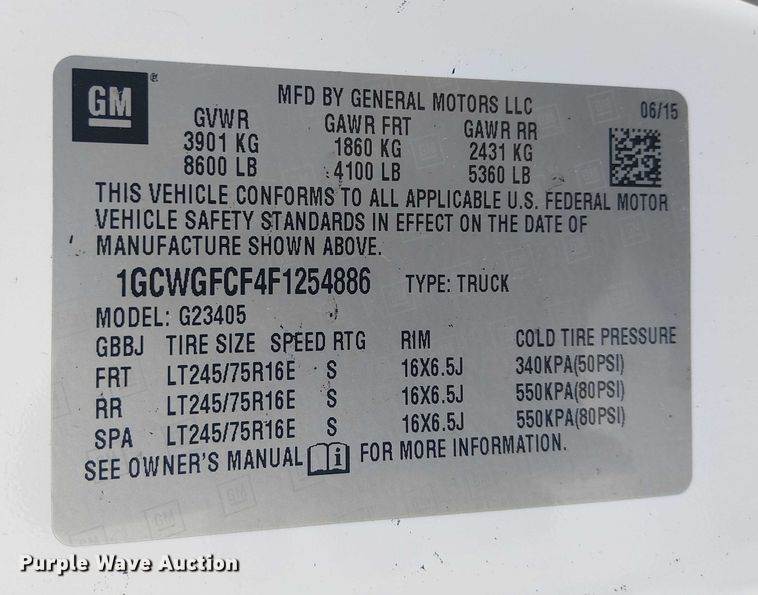 GM ®
MFD BY GENERAL MOTORS LLC 06/15
GVWR GAWR FRT GAWR RR
3901 KG 1860 KG 2431 KG
8600 LB 4100 LB 5360 LB
THIS VEHICLE CONFORMS TO ALL APPLICABLE U.S. FEDERAL MOTOR
VEHICLE SAFETY STANDARDS IN EFFECT ON THE DATE OF
MANUFACTURE SHOWN ABOVE.
1GCWGFCF4F1254886 TYPE: TRUCK
MODEL: G23405
GBBJ TIRE SIZE SPEED RTG RIM COLD TIRE PRESSURE
FRT LT245/75R16E S 16X6.5J 340KPA(50PSI)
RR LT245/75R16E S 16X6.5J 550KPA(80PSI)
SPA LT245/75R16E S 16X6.5J 550KPA(80PSI)
SEE OWNER'S MANUAL i FOR MORE INFORMATION.
GM GM
Purple Wave Auction